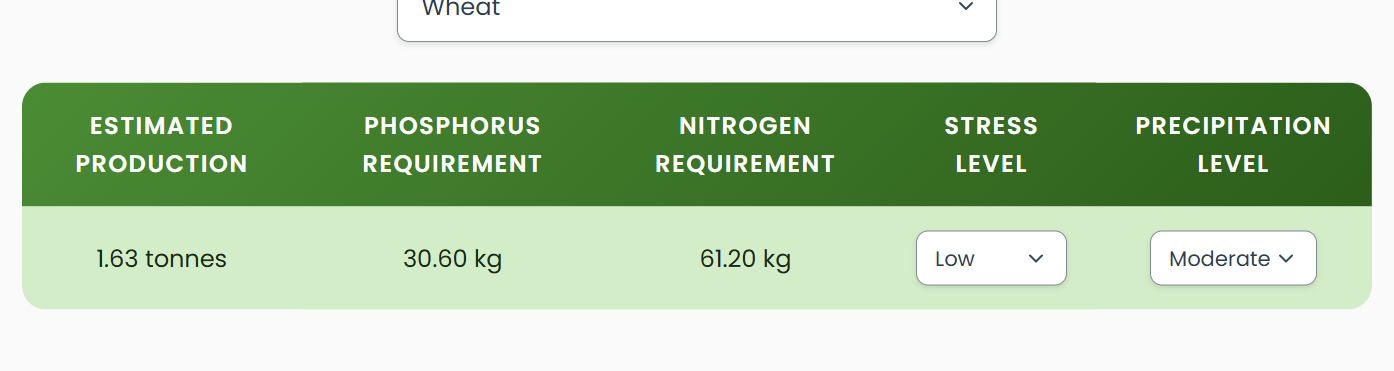 Wheat
ESTIMATED PRODUCTION
PHOSPHORUS REQUIREMENT
NITROGEN REQUIREMENT
STRESS LEVEL
PRECIPITATION LEVEL
1.63 tonnes
30.60 kg
61.20 kg
Low
Moderate